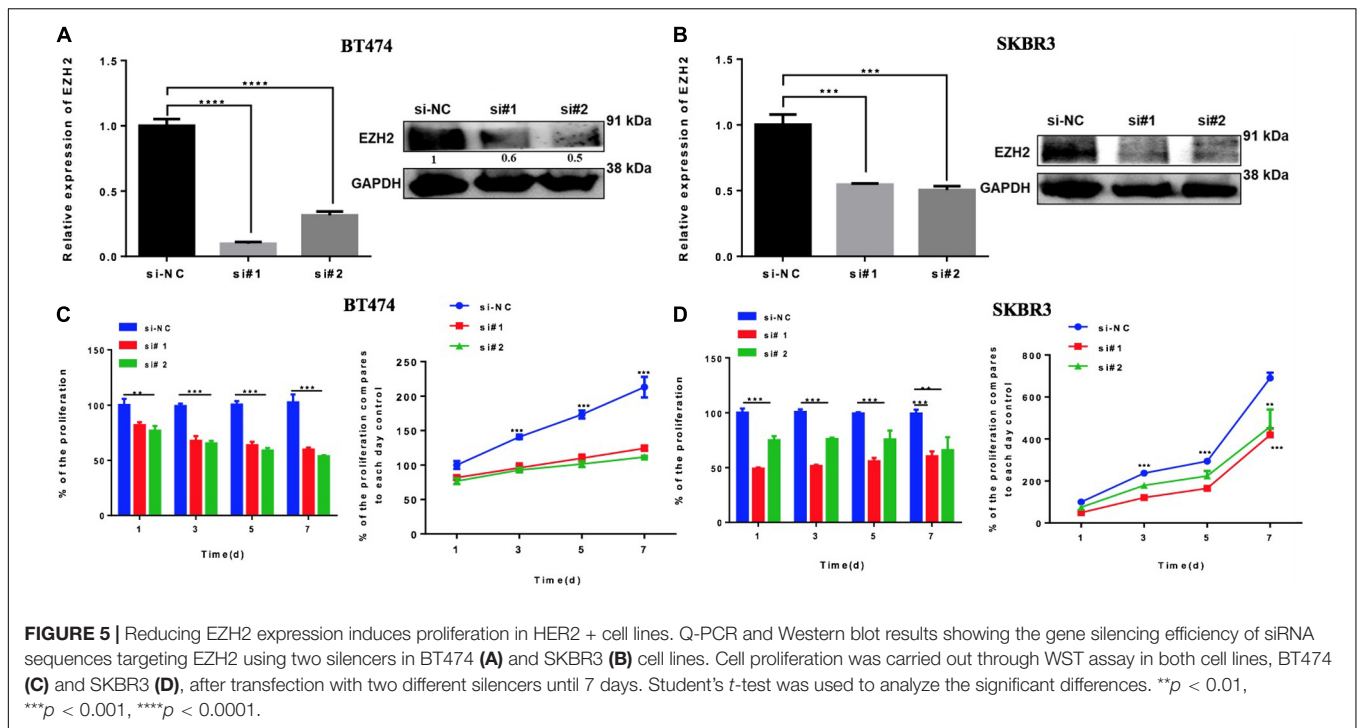 A
BT474
Relative expression of EZH2
1.0
0.5
0.0
****
****
si-NC
si#1
si#2
si-NC
si#1
si#2
91 kDa
EZH2
1
0.6
0.5
38 kDa
GAPDH
B
SKBR3
Relative expression of EZH2
1.5
1.0
0.5
0.0
***
***
si-NC
si#1
si#2
si-NC
si#1
si#2
91 kDa
EZH2
38 kDa
GAPDH
C
BT474
si-NC
si# 1
si# 2
% of the proliferation
150
100
50
0
**
***
***
***
1
3
5
7
Time(d)
si-NC
si#1
si#2
% of the proliferation compares
to each day control
250
200
150
100
50
0
***
***
***
1
3
5
7
Time(d)
D
SKBR3
si-NC
si# 1
si# 2
% of the proliferation
150
100
50
0
***
***
***
**
***
1
3
5
7
Time(d)
si-NC
si#1
si#2
% of the proliferation compares
to each day control
800
600
400
200
0
***
***
**
***
1
3
5
7
Time(d)
FIGURE 5 | Reducing EZH2 expression induces proliferation in HER2 + cell lines. Q-PCR and Western blot results showing the gene silencing efficiency of siRNA
sequences targeting EZH2 using two silencers in BT474 (A) and SKBR3 (B) cell lines. Cell proliferation was carried out through WST assay in both cell lines, BT474
(C) and SKBR3 (D), after transfection with two different silencers until 7 days. Student's t-test was used to analyze the significant differences. **p < 0.01,
***p < 0.001, ****p < 0.0001.